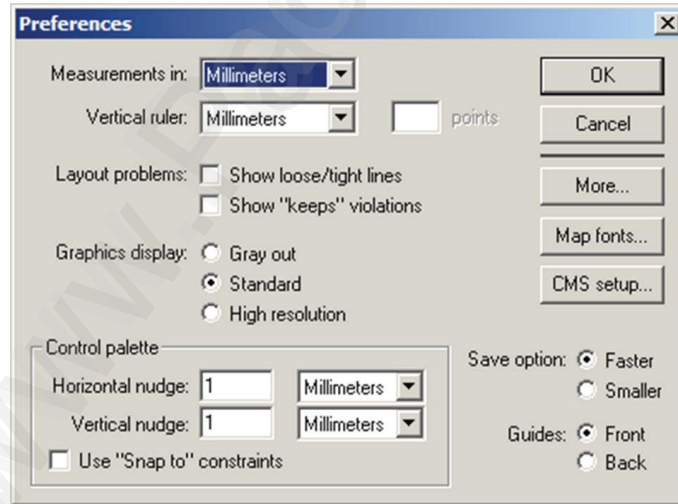 Preferences
Measurements in: Millimeters
Vertical ruler: Millimeters points
Layout problems: Show loose/tight lines
Show "keeps" violations
Graphics display: Gray out
Standard
High resolution
Control palette
Horizontal nudge: 1 Millimeters
Vertical nudge: 1 Millimeters
Use "Snap to" constraints
OK
Cancel
More...
Map fonts...
CMS setup...
Save option: Faster
Smaller
Guides: Front
Back